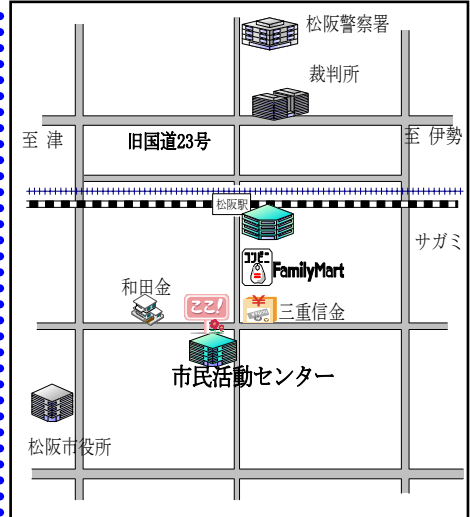 松阪警察署
裁判所
至 津
旧国道23号
至 伊勢
松阪駅
サガミ
コンビニ
FamilyMart
和田金
ここ!
¥
三重信金
市民活動センター
松阪市役所